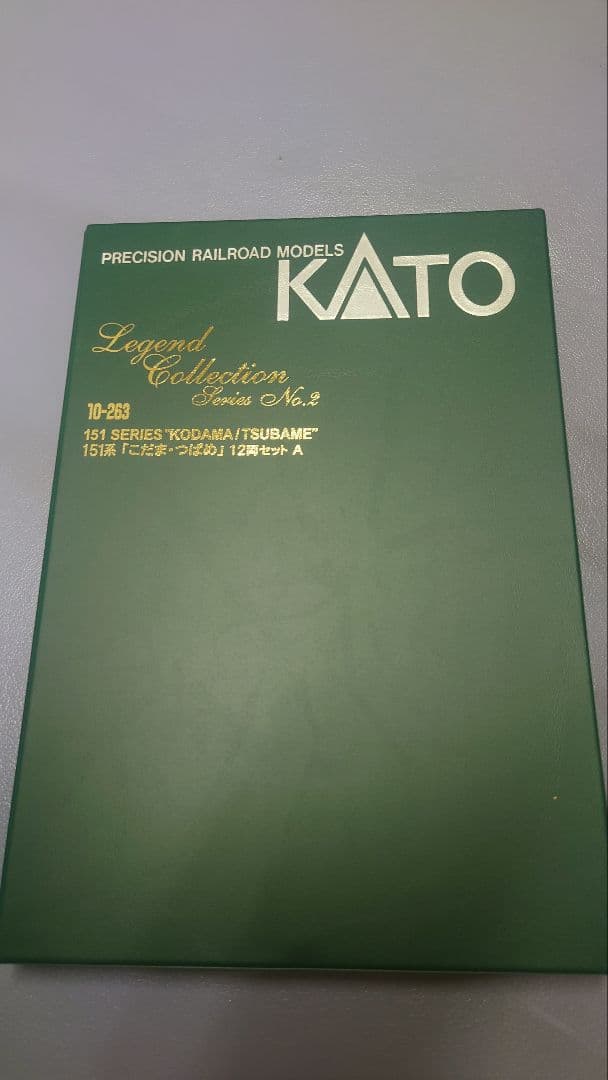 PRECISION RAILROAD MODELS
KATO
Legend
Collection
Series No.2
10-263
151 SERIES "KODAMA/TSUBAME"
151系「こだま・つばめ」12両セット A